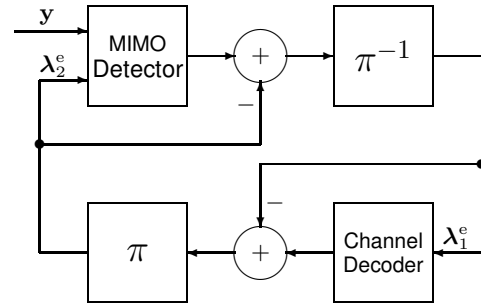 y
λ₂ᵉ
MIMO
Detector
+
π⁻¹
−
−
π
+
Channel
Decoder
λ₁ᵉ